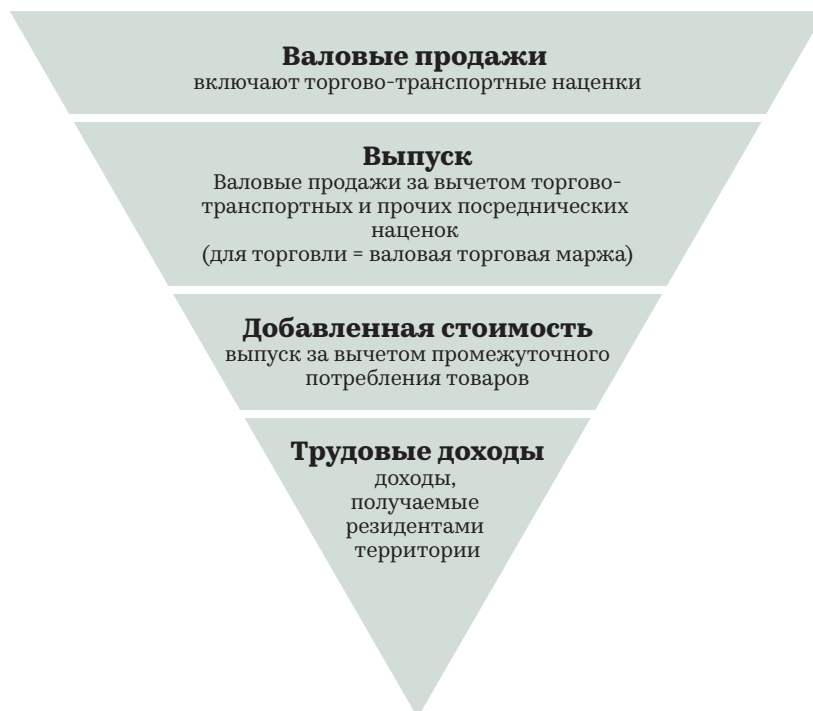 Валовые продажи
включают торгово-транспортные наценки
Выпуск
Валовые продажи за вычетом торгово-
транспортных и прочих посреднических
наценок
(для торговли = валовая торговая маржа)
Добавленная стоимость
выпуск за вычетом промежуточного
потребления товаров
Трудовые доходы
доходы,
получаемые
резидентами
территории